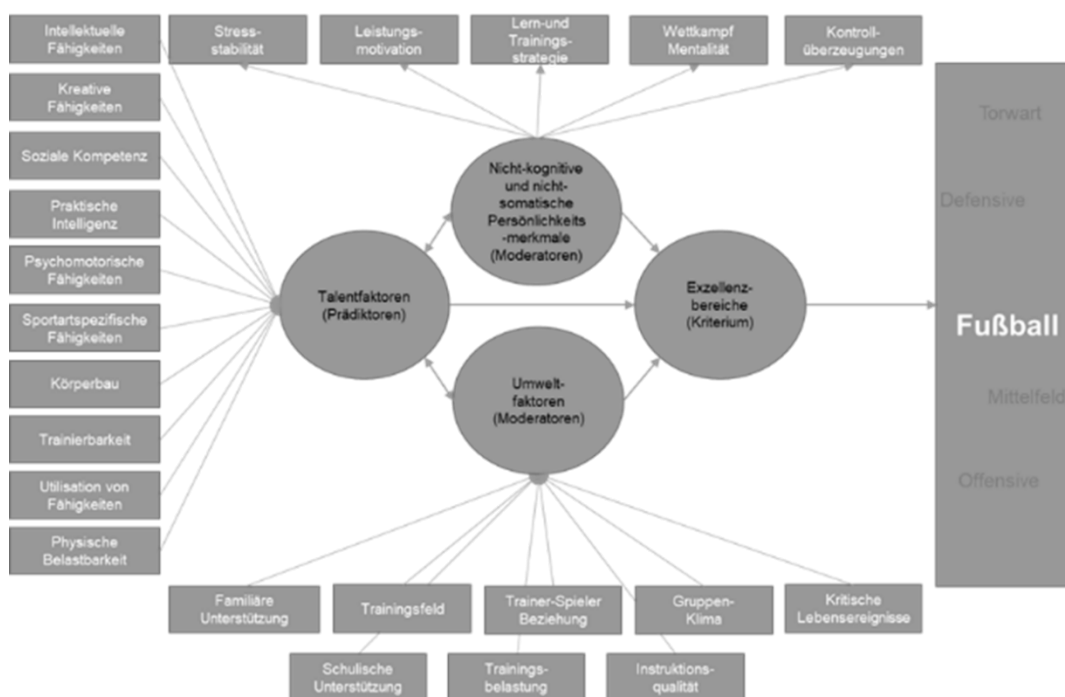 Intellektuelle
Fähigkeiten
Kreative
Fähigkeiten
Soziale Kompetenz
Praktische
Intelligenz
Psychomotorische
Fähigkeiten
Sportartspezifische
Fähigkeiten
Körperbau
Trainierbarkeit
Utilisation von
Fähigkeiten
Physische
Belastbarkeit
Stress-
stabilität
Leistungs-
motivation
Lern-und
Trainings-
strategie
Wettkampf
Mentalität
Kontroll-
überzeugungen
Nicht-kognitive
und nicht-
somatische
Persönlichkeits
-merkmale
(Moderatoren)
Talentfaktoren
(Prädiktoren)
Exzellenz-
bereiche
(Kriterium)
Umwelt-
faktoren
(Moderatoren)
Torwart
Defensive
Fußball
Mittelfeld
Offensive
Familiäre
Unterstützung
Trainingsfeld
Trainer-Spieler
Beziehung
Gruppen-
Klima
Kritische
Lebensereignisse
Schulische
Unterstützung
Trainings-
belastung
Instruktions-
qualität